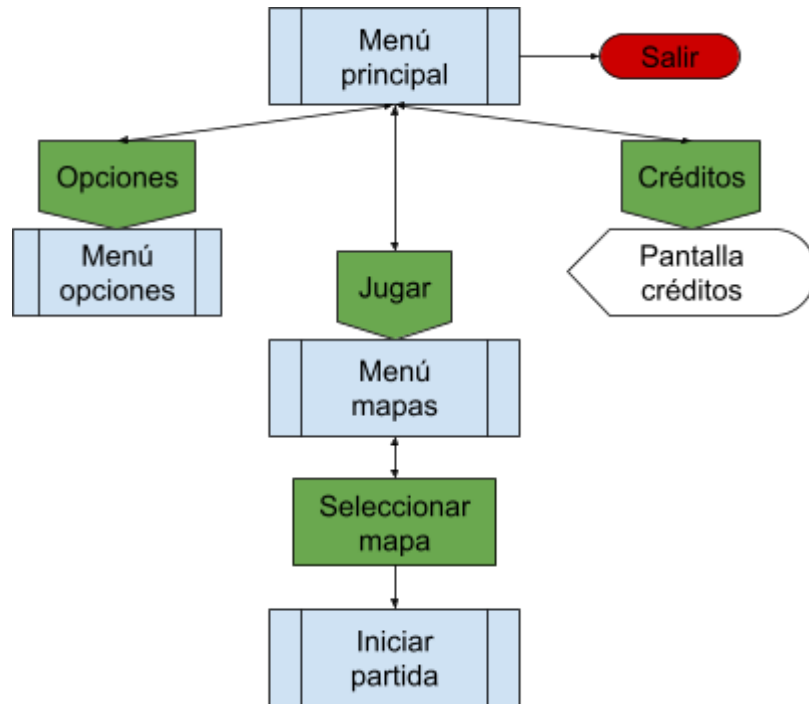 Menú
principal
Salir
Opciones
Créditos
Menú
opciones
Pantalla
créditos
Jugar
Menú
mapas
Seleccionar
mapa
Iniciar
partida